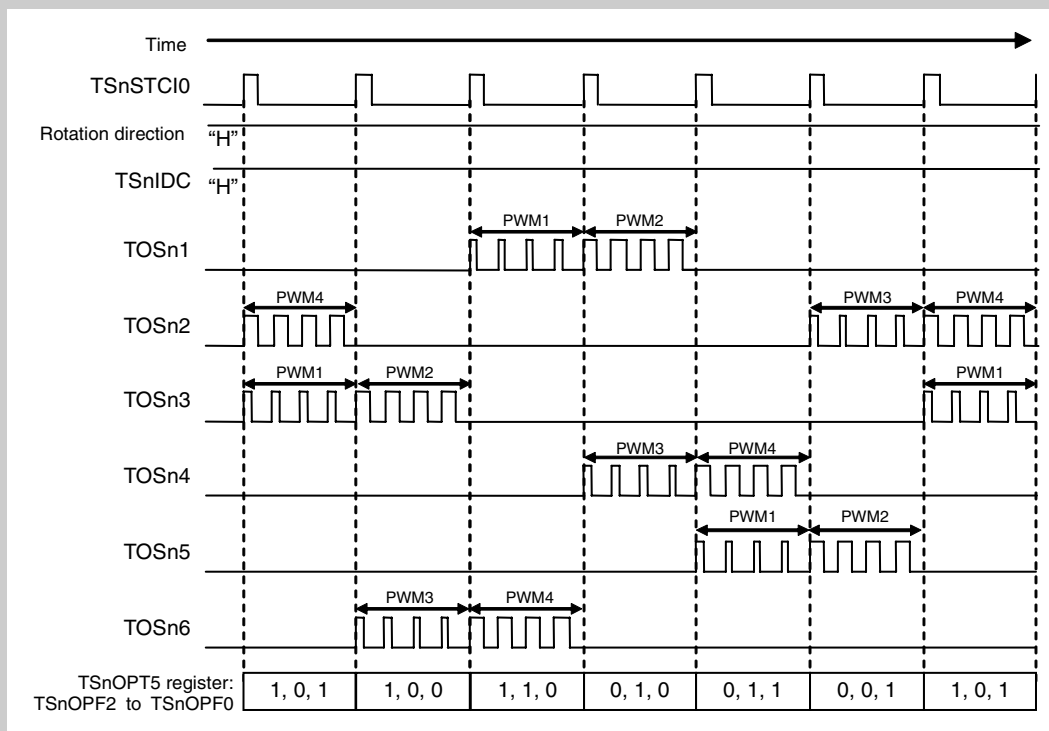 Time
TSnSTCI0
Rotation direction “H”
TSnIDC “H”
PWM1 PWM2
TOSn1
PWM4 PWM3 PWM4
TOSn2
PWM1 PWM2 PWM1
TOSn3
PWM3 PWM4
TOSn4
PWM1 PWM2
TOSn5
PWM3 PWM4
TOSn6
TSnOPT5 register:
TSnOPF2 to TSnOPF0
1, 0, 1 1, 0, 0 1, 1, 0 0, 1, 0 0, 1, 1 0, 0, 1 1, 0, 1